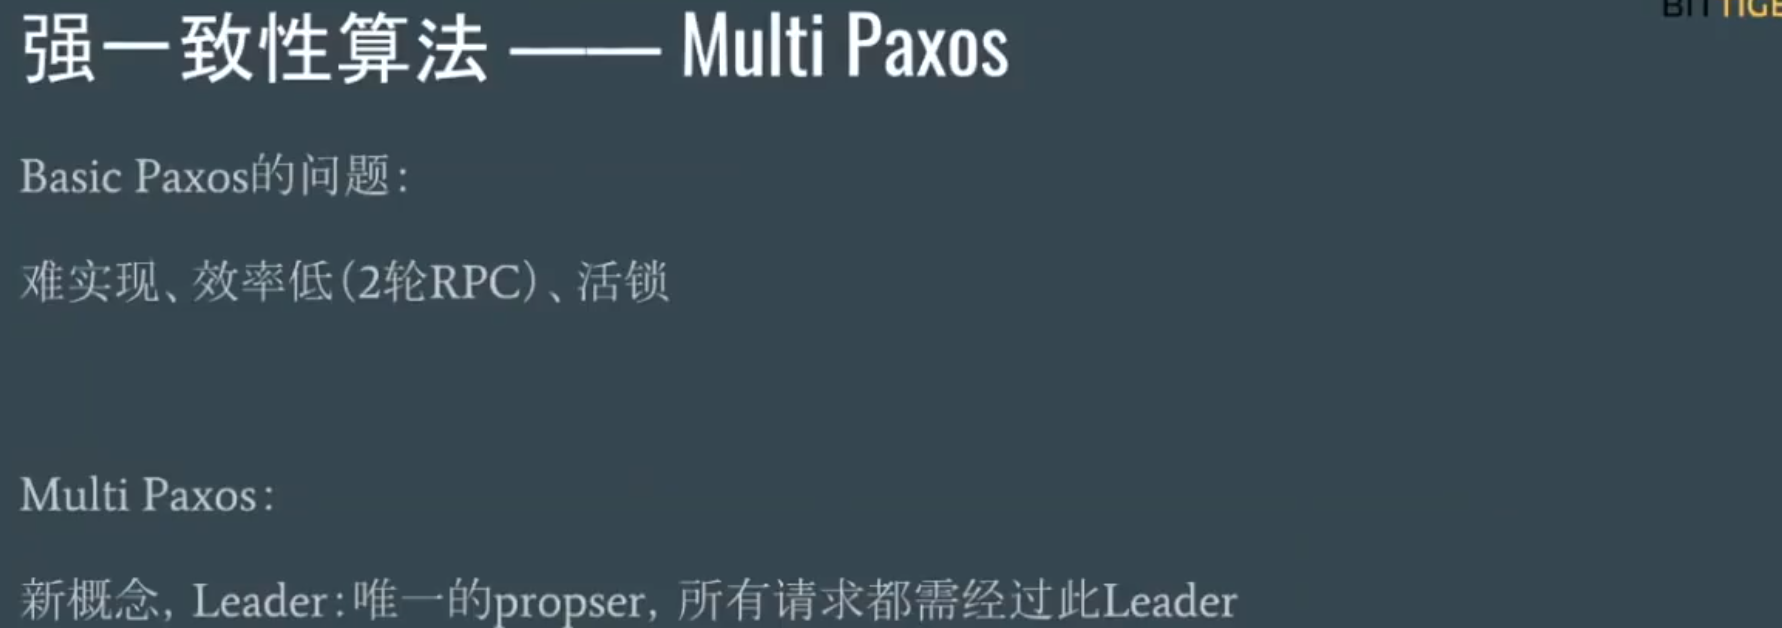 强一致性算法 —— Multi Paxos
Basic Paxos的问题：
难实现、效率低（2轮RPC）、活锁
Multi Paxos：
新概念，Leader：唯一的propser，所有请求都需经过此Leader